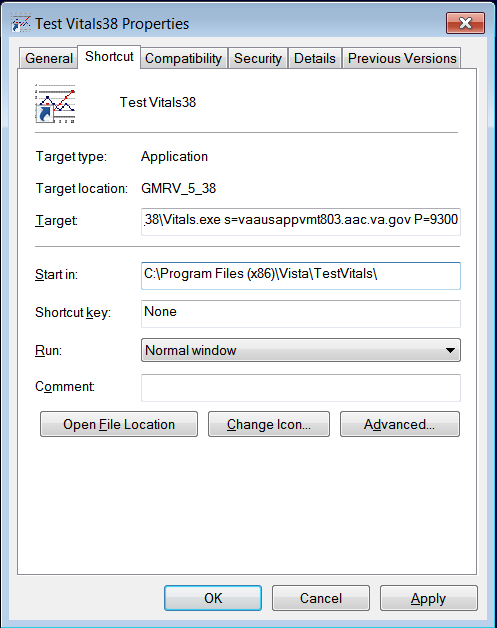 Test Vitals38 Properties
General Shortcut Compatibility Security Details Previous Versions
Test Vitals38
Target type: Application
Target location: GMRV_5_38
Target: 38\Vitals.exe s=vaausappvmt803.aac.va.gov P=9300
Start in: C:\Program Files (x86)\Vista\TestVitals\
Shortcut key: None
Run: Normal window
Comment:
Open File Location Change Icon... Advanced...
OK Cancel Apply